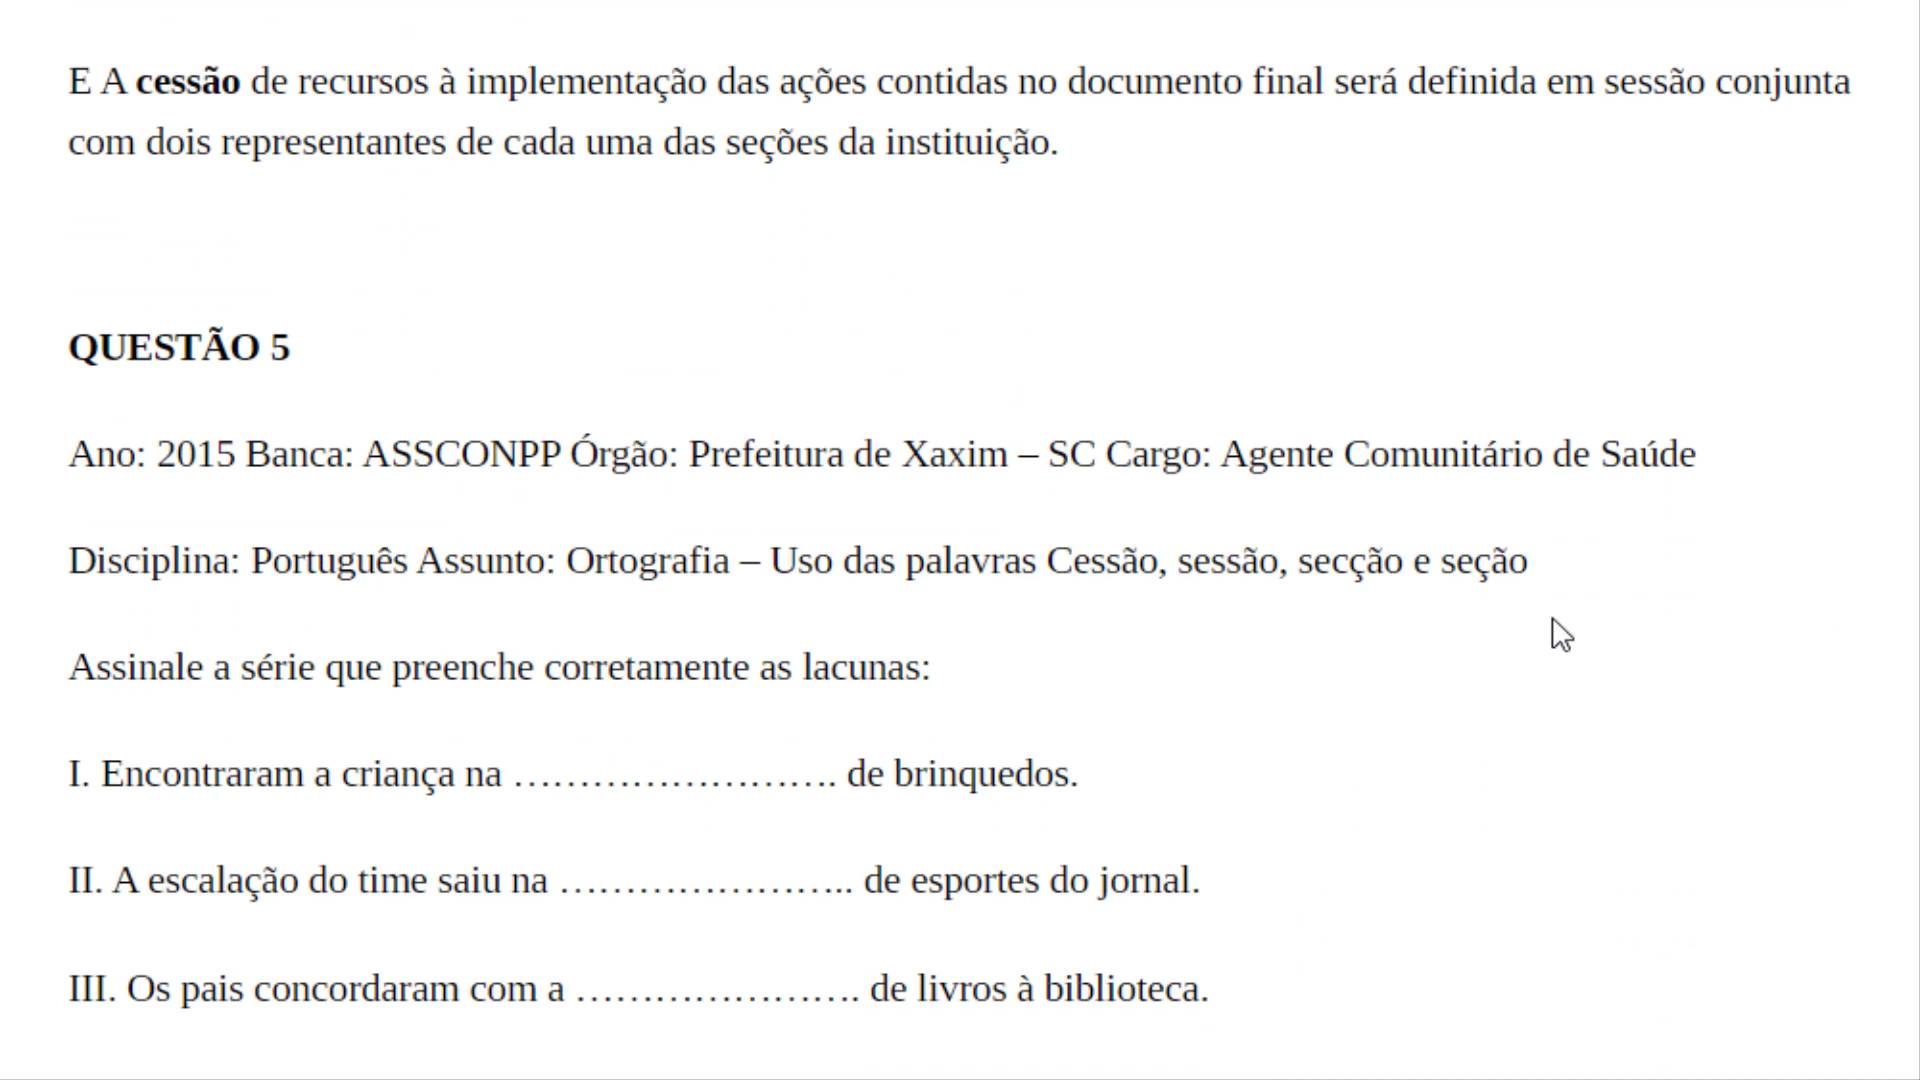 E A cessão de recursos à implementação das ações contidas no documento final será definida em sessão conjunta
com dois representantes de cada uma das seções da instituição.
QUESTÃO 5
Ano: 2015 Banca: ASSCONPP Órgão: Prefeitura de Xaxim – SC Cargo: Agente Comunitário de Saúde
Disciplina: Português Assunto: Ortografia – Uso das palavras Cessão, sessão, secção e seção
Assinale a série que preenche corretamente as lacunas:
I. Encontraram a criança na ……………………. de brinquedos.
II. A escalação do time saiu na ………………….. de esportes do jornal.
III. Os pais concordaram com a …………………. de livros à biblioteca.